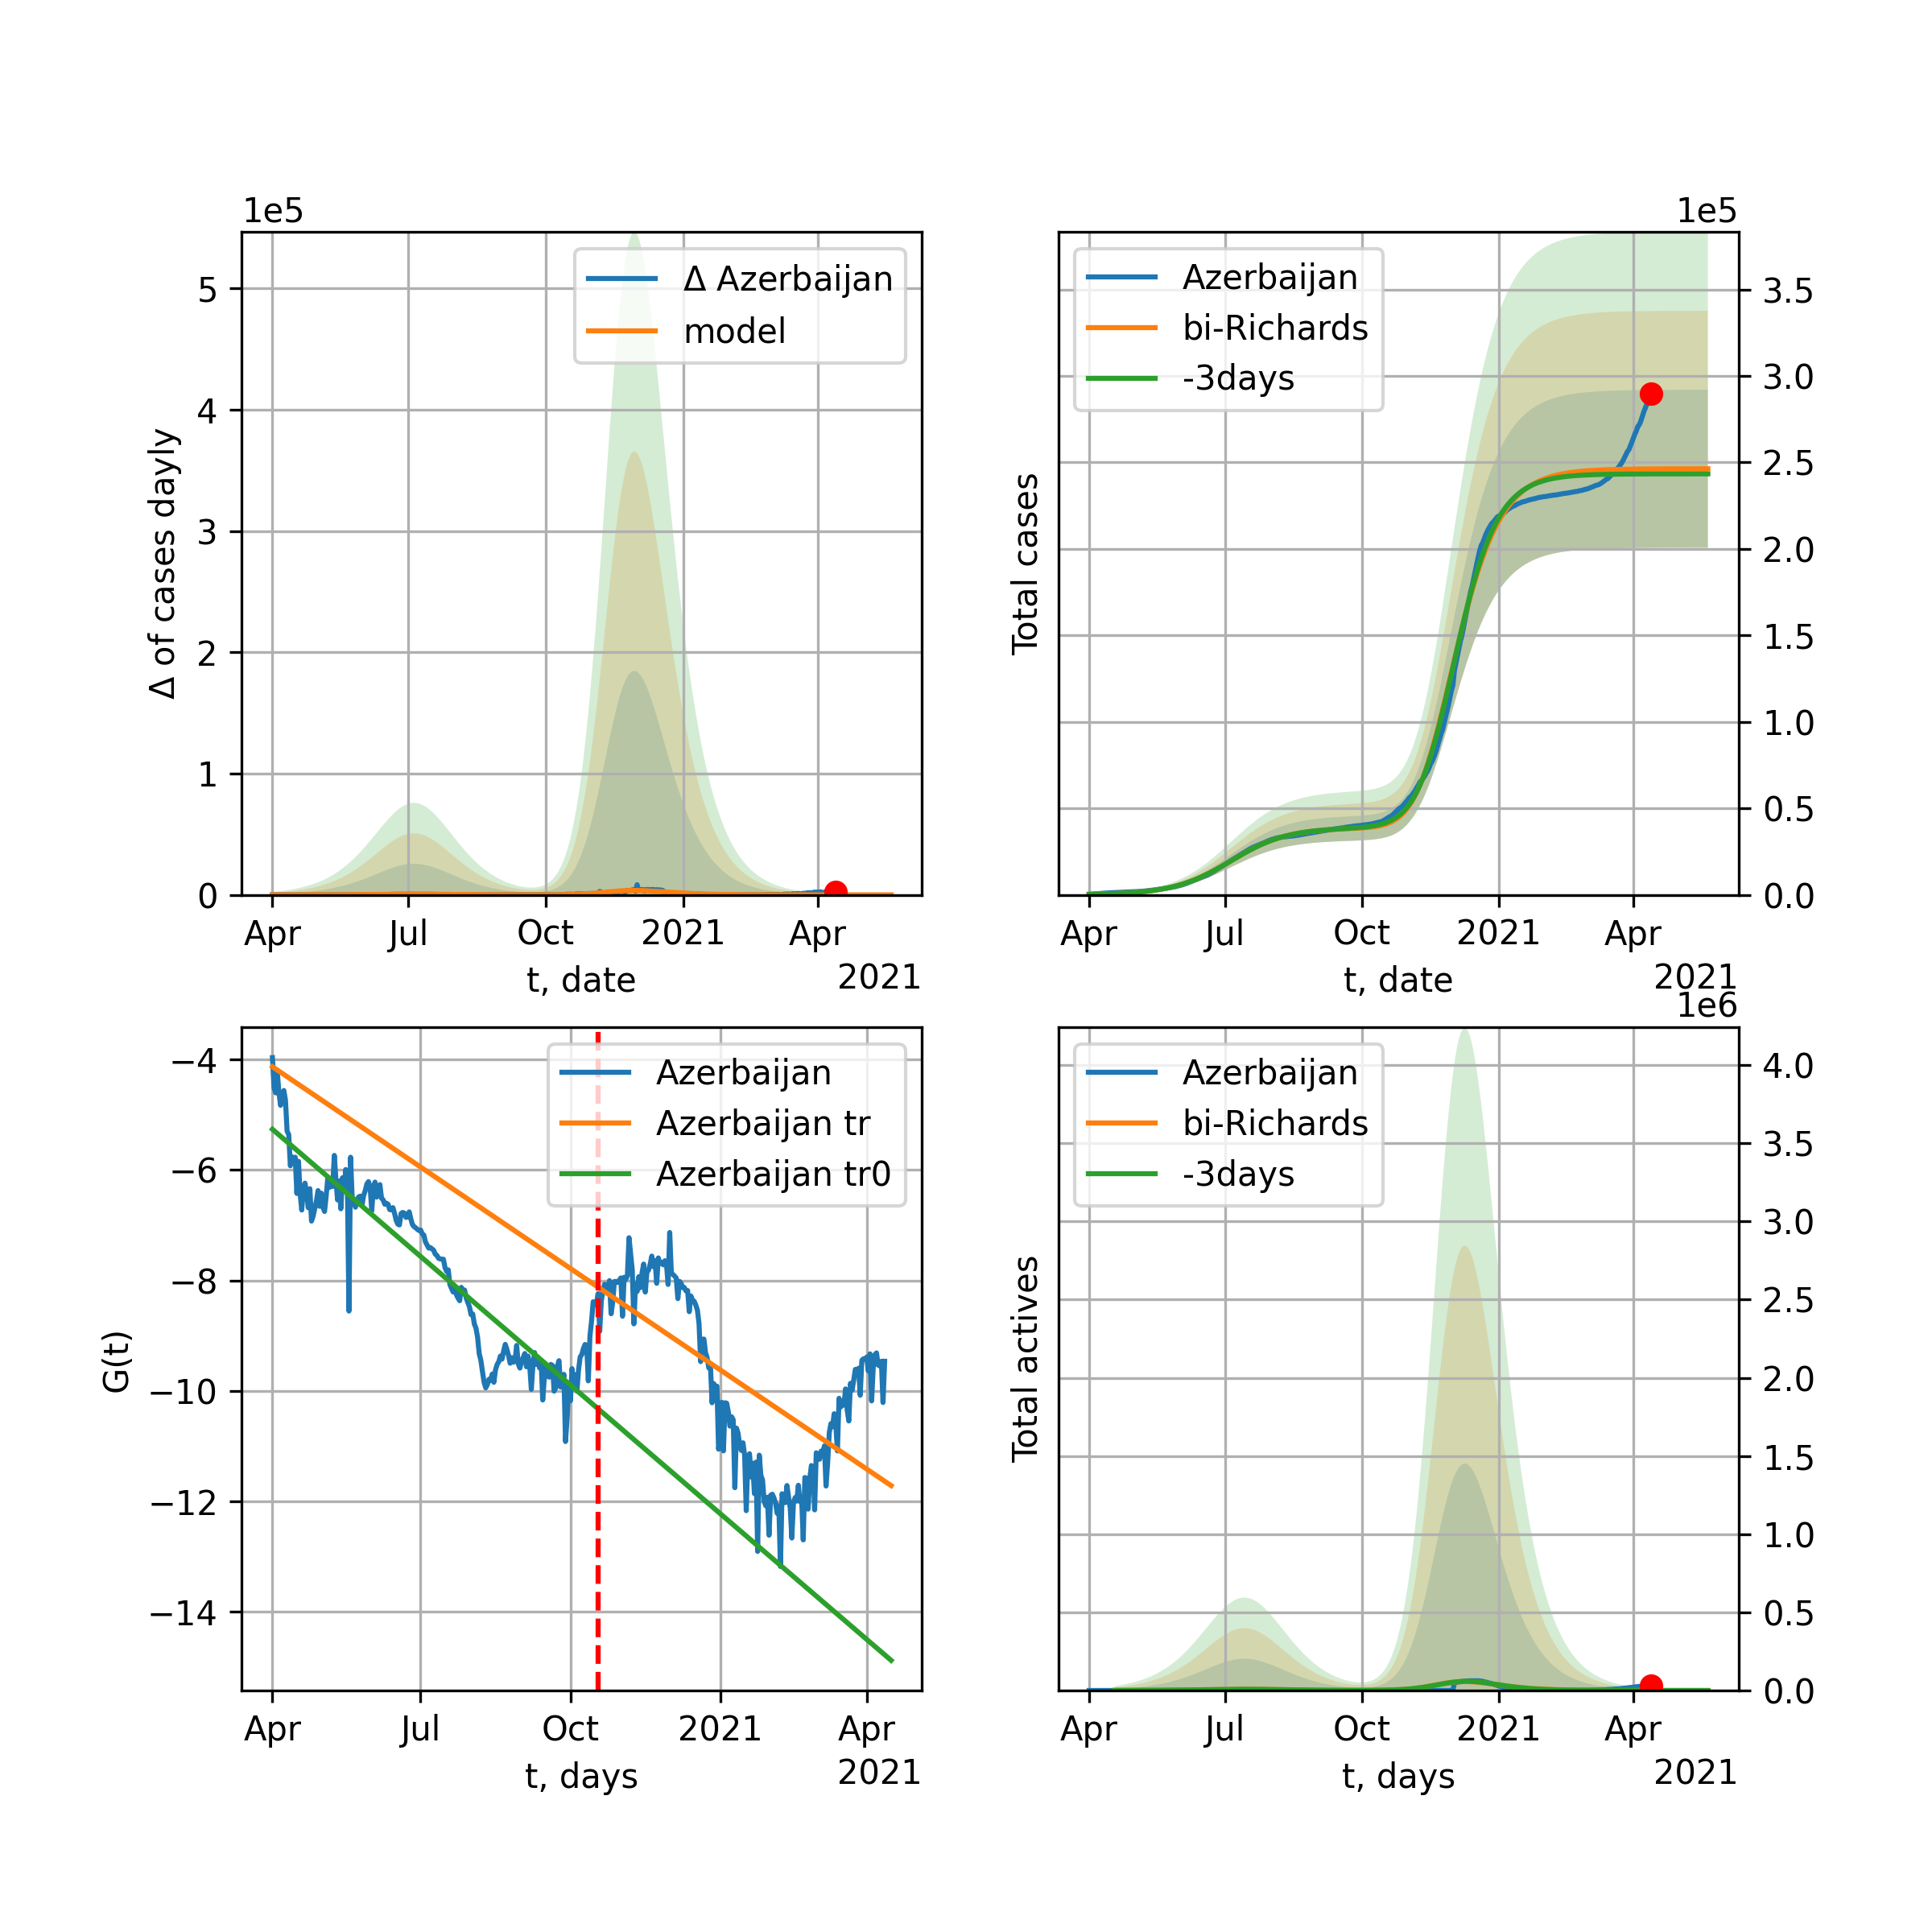 1e5
5
4
3
2
1
0
Δ of cases dayly
Δ Azerbaijan
model
Apr
Jul
Oct
2021
Apr
t, date
2021
1e5
Azerbaijan
bi-Richards
-3days
Total cases
3.5
3.0
2.5
2.0
1.5
1.0
0.5
0.0
Apr
Jul
Oct
2021
Apr
t, date
2021
−4
−6
−8
−10
−12
−14
G(t)
Azerbaijan
Azerbaijan tr
Azerbaijan tr0
Apr
Jul
Oct
2021
Apr
t, days
2021
1e6
Azerbaijan
bi-Richards
-3days
Total actives
4.0
3.5
3.0
2.5
2.0
1.5
1.0
0.5
0.0
Apr
Jul
Oct
2021
Apr
t, days
2021